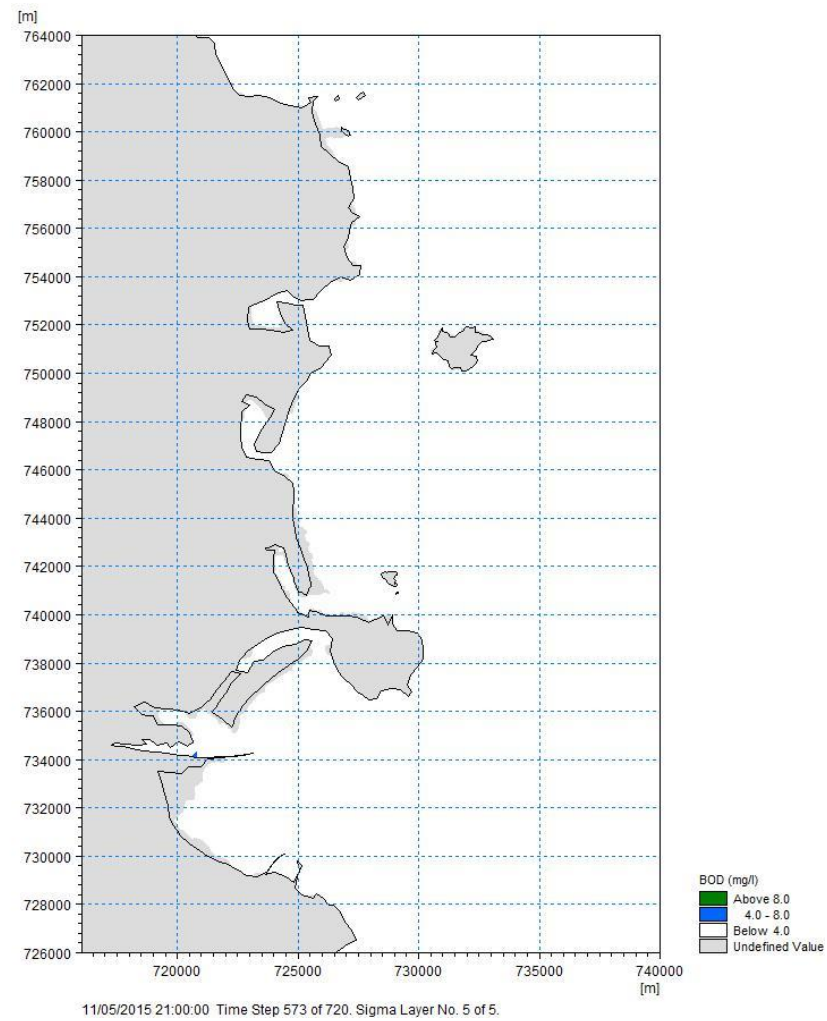 [m]
764000
762000
760000
758000
756000
754000
752000
750000
748000
746000
744000
742000
740000
738000
736000
734000
732000
730000
728000
726000
720000 725000 730000 735000 740000
[m]
BOD (mg/l)
Above 8.0
4.0 - 8.0
Below 4.0
Undefined Value
11/05/2015 21:00:00 Time Step 573 of 720. Sigma Layer No. 5 of 5.